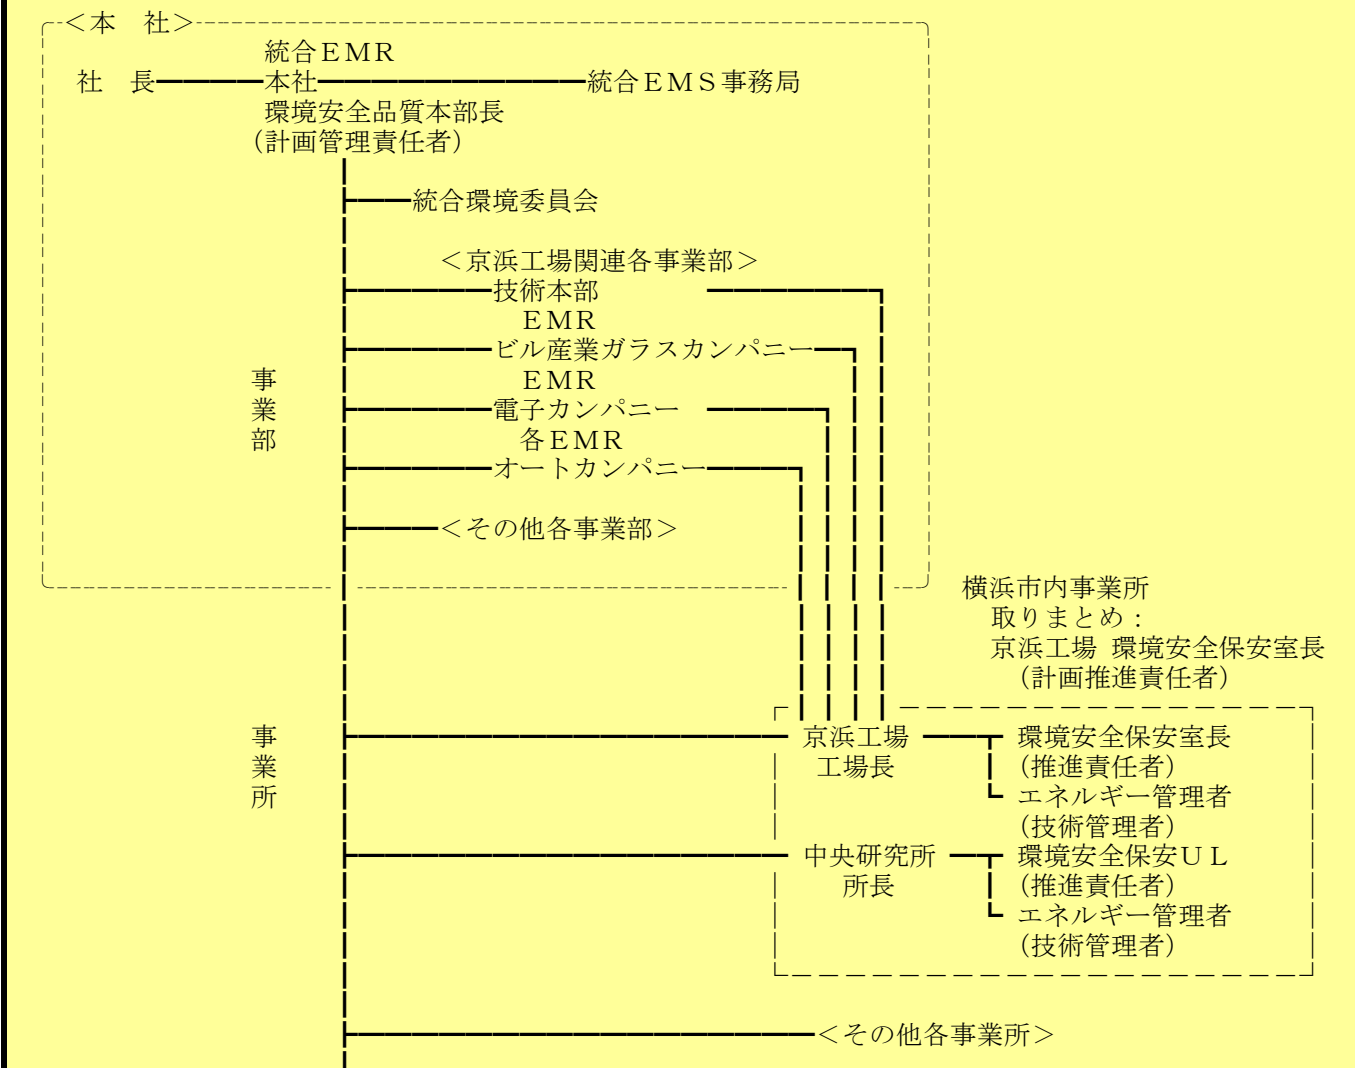 ＜本　社＞
統合ＥＭＲ
社　長 本社 統合ＥＭＳ事務局
環境安全品質本部長
（計画管理責任者）
統合環境委員会
＜京浜工場関連各事業部＞
技術本部
ＥＭＲ
ビル産業ガラスカンパニー
ＥＭＲ
電子カンパニー
各ＥＭＲ
オートカンパニー
事業部
＜その他各事業部＞
横浜市内事業所
取りまとめ：
京浜工場 環境安全保安室長
（計画推進責任者）
事業所
京浜工場 環境安全保安室長
工場長 （推進責任者）
エネルギー管理者
（技術管理者）
中央研究所 環境安全保安ＵＬ
所長 （推進責任者）
エネルギー管理者
（技術管理者）
＜その他各事業所＞